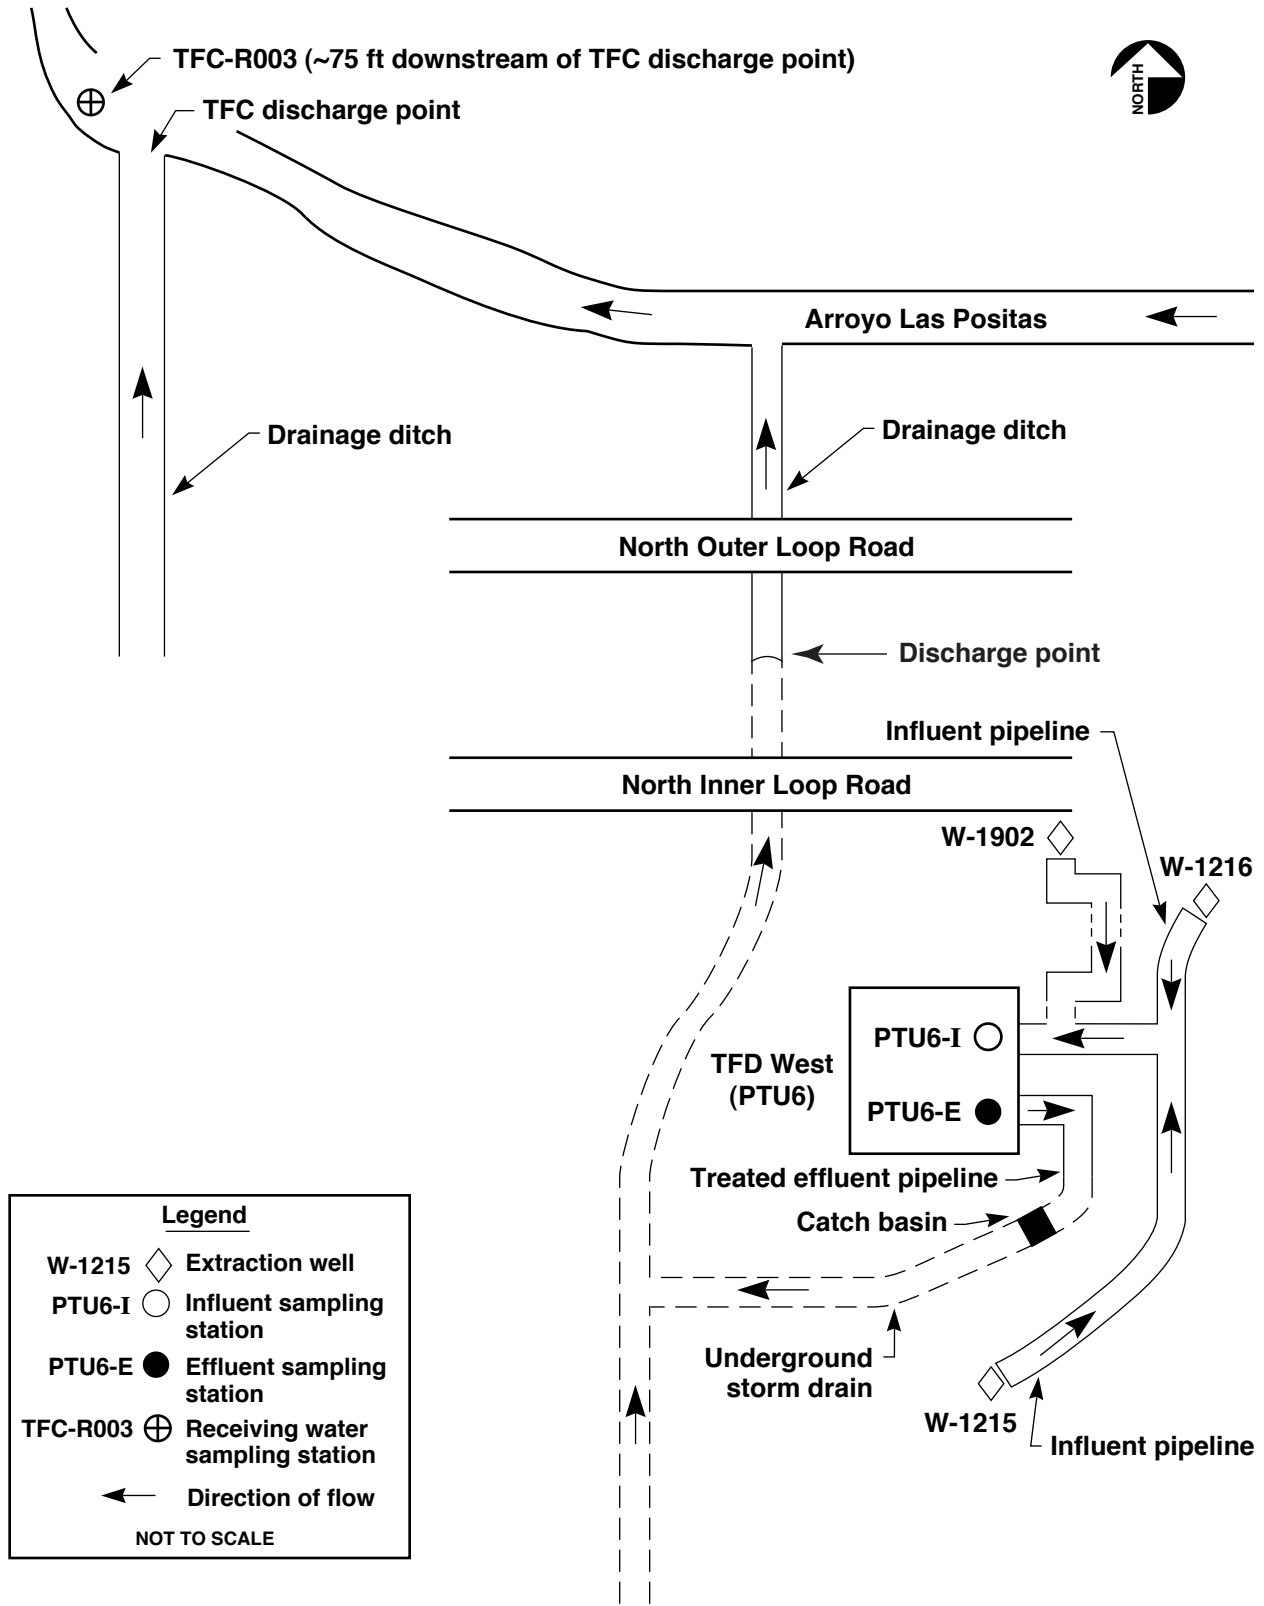 TFC-R003 (~75 ft downstream of TFC discharge point)
TFC discharge point
NORTH
Arroyo Las Positas
Drainage ditch
Drainage ditch
North Outer Loop Road
Discharge point
Influent pipeline
North Inner Loop Road
W-1902
W-1216
PTU6-I
TFD West
(PTU6)
PTU6-E
Treated effluent pipeline
Catch basin
Underground
storm drain
W-1215
Influent pipeline
Legend
W-1215 Extraction well
PTU6-I Influent sampling
station
PTU6-E Effluent sampling
station
TFC-R003 Receiving water
sampling station
Direction of flow
NOT TO SCALE